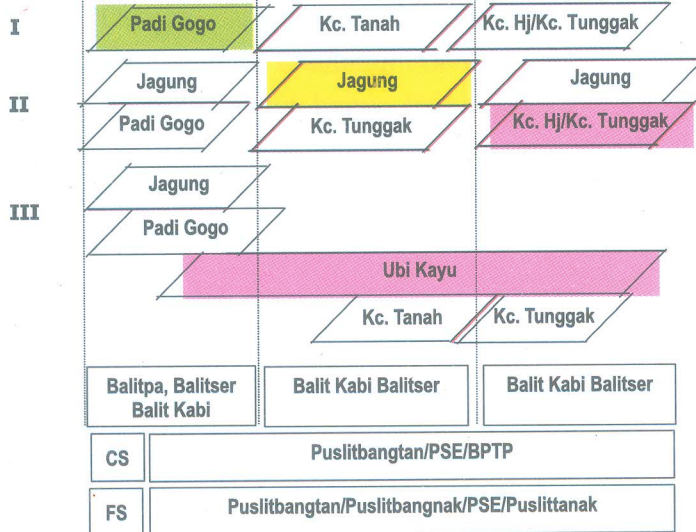 I
Padi Gogo
Kc. Tanah
Kc. Hj/Kc. Tunggak
II
Jagung
Jagung
Jagung
Padi Gogo
Kc. Tunggak
Kc. Hj/Kc. Tunggak
III
Jagung
Padi Gogo
Ubi Kayu
Kc. Tanah
Kc. Tunggak
Balitpa, Balitser
Balit Kabi
Balit Kabi Balitser
Balit Kabi Balitser
CS
Puslitbangtan/PSE/BPTP
FS
Puslitbangtan/Puslitbangnak/PSE/Puslittanak